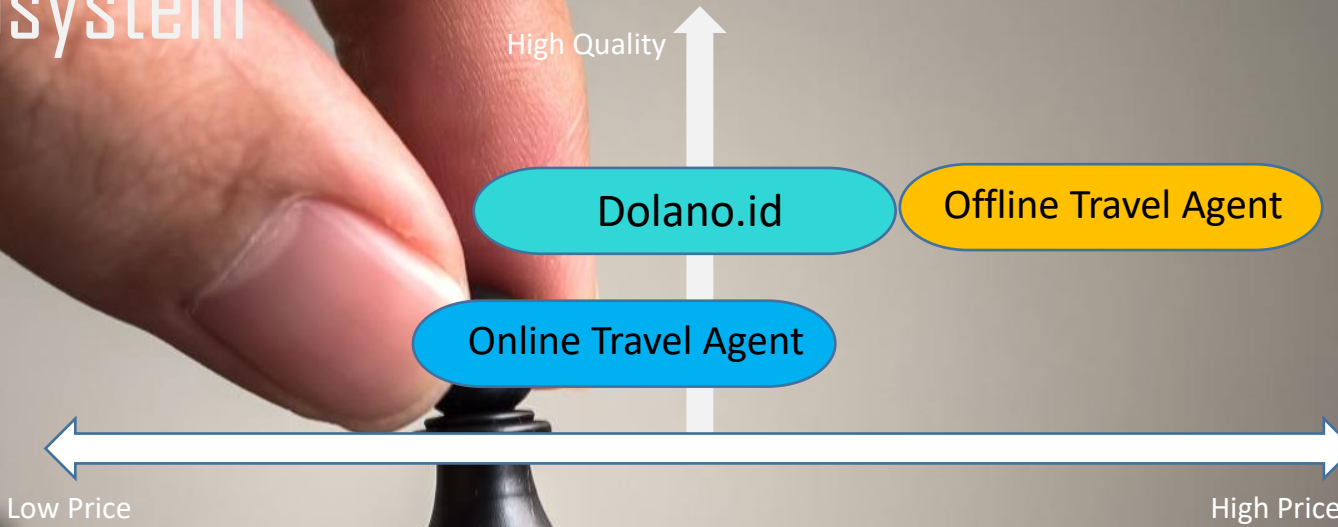 system
High Quality
Dolano.id
Offline Travel Agent
Online Travel Agent
Low Price
High Price